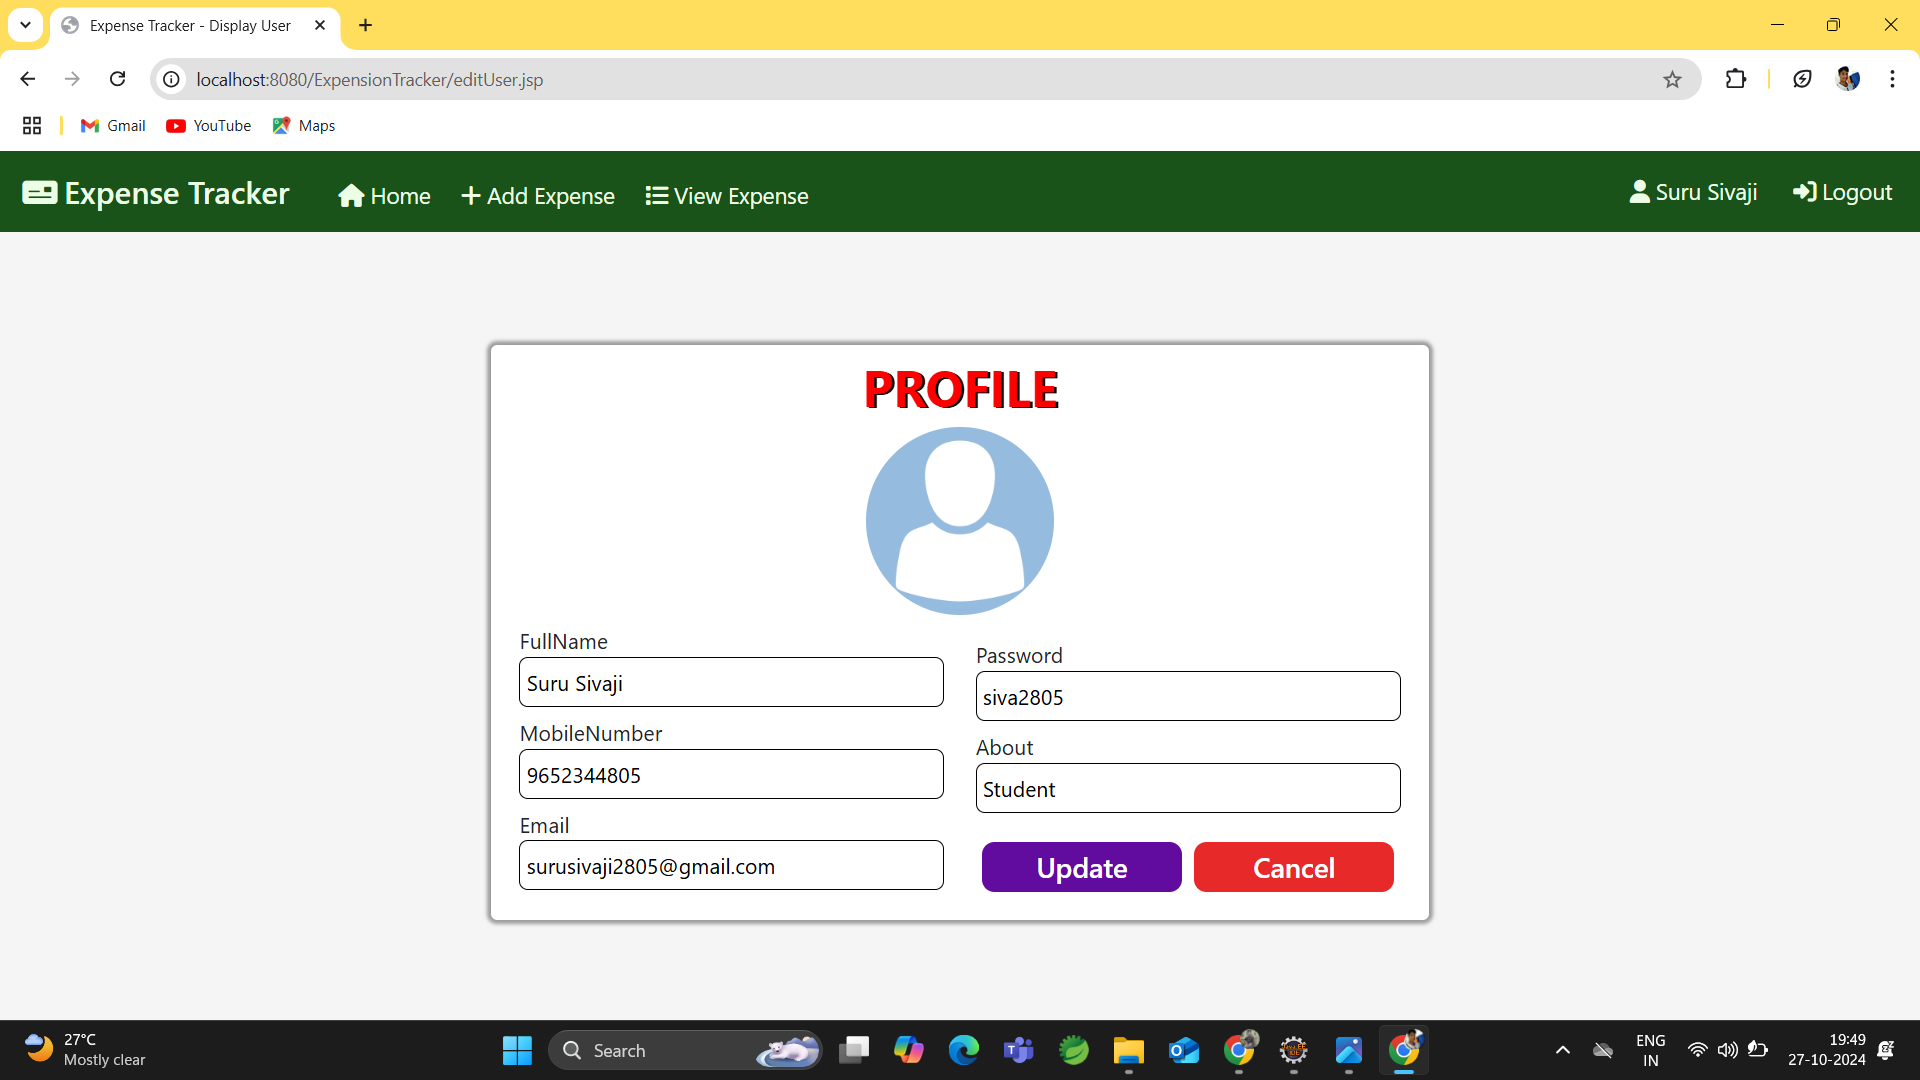 Expense Tracker - Display User
localhost:8080/ExpensionTracker/editUser.jsp
Gmail YouTube Maps
Expense Tracker Home Add Expense View Expense Suru Sivaji Logout
PROFILE
FullName
Suru Sivaji
MobileNumber
9652344805
Email
surusivaji2805@gmail.com
Password
siva2805
About
Student
Update Cancel
27°C
Mostly clear
Search
ENG
IN
19:49
27-10-2024